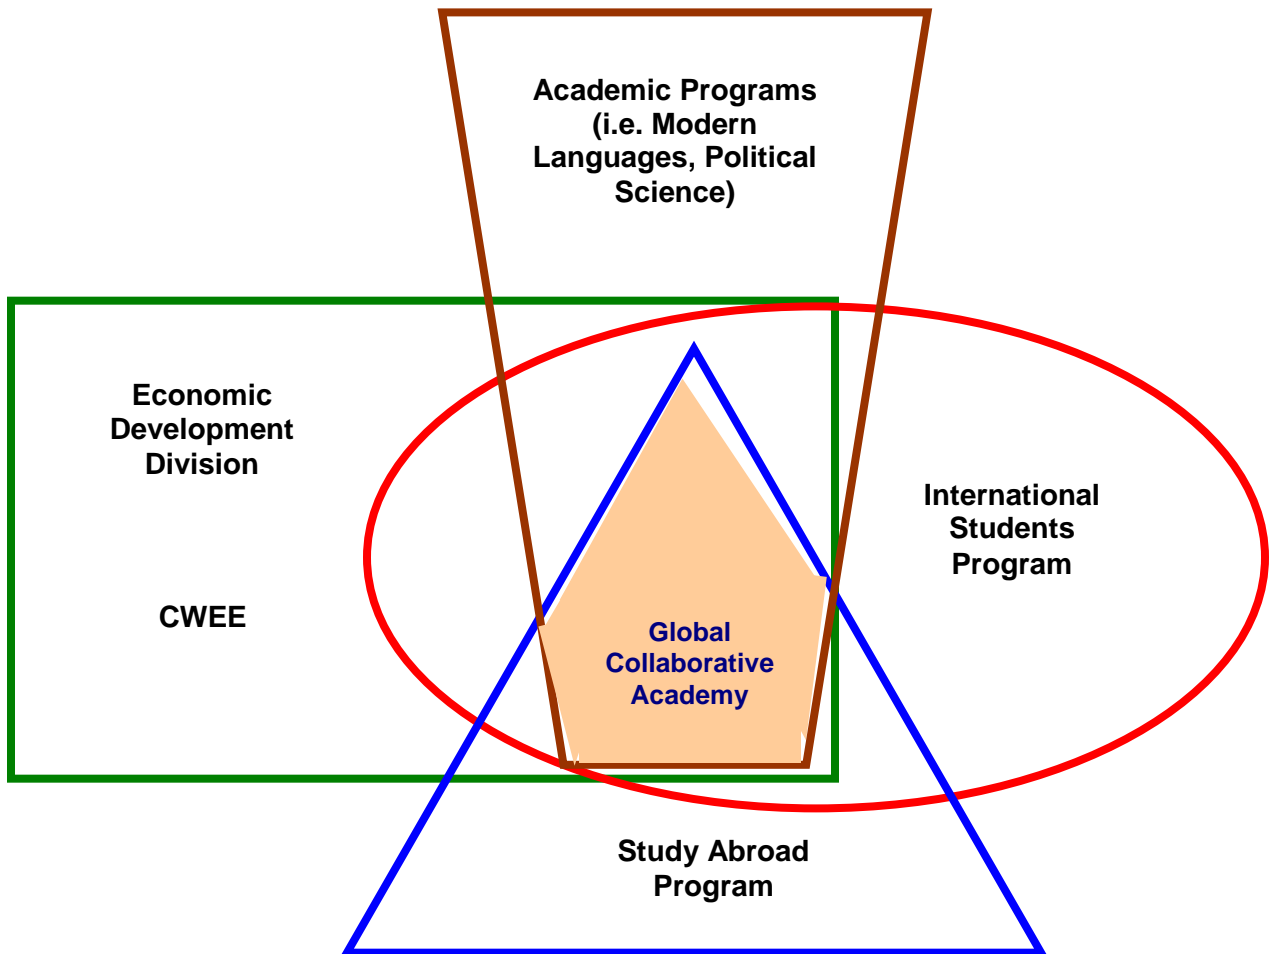 Academic Programs
(i.e. Modern
Languages, Political
Science)
Economic
Development
Division
International
Students
Program
CWEE
Global
Collaborative
Academy
Study Abroad
Program